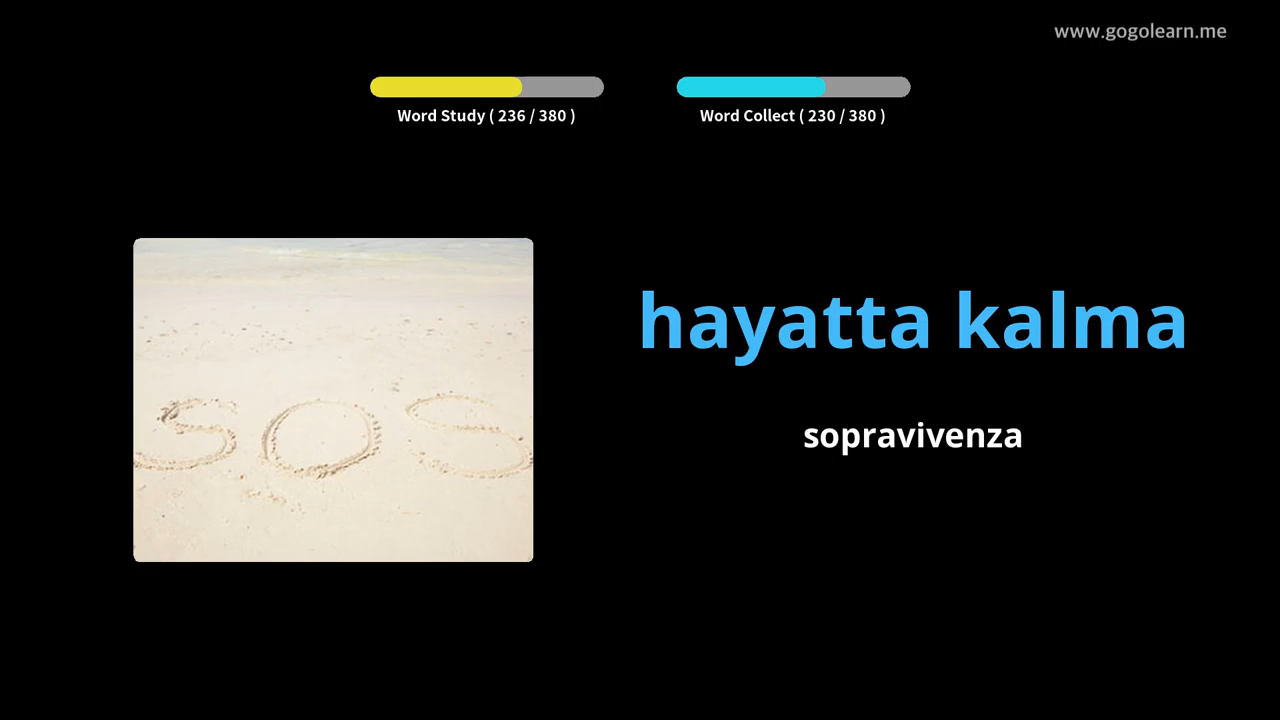 www.gogolearn.me
Word Study ( 236 / 380 )
Word Collect ( 230 / 380 )
SOS
hayatta kalma
sopravivenza